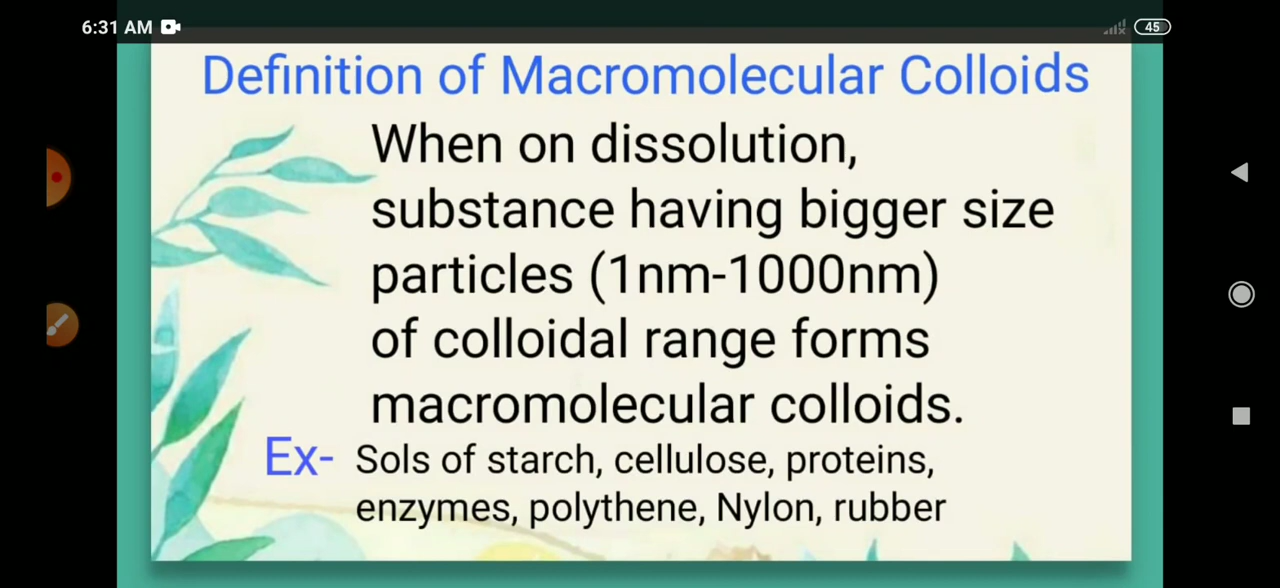 6:31 AM
45
Definition of Macromolecular Colloids
When on dissolution,
substance having bigger size
particles (1nm-1000nm)
of colloidal range forms
macromolecular colloids.
Ex- Sols of starch, cellulose, proteins,
enzymes, polythene, Nylon, rubber